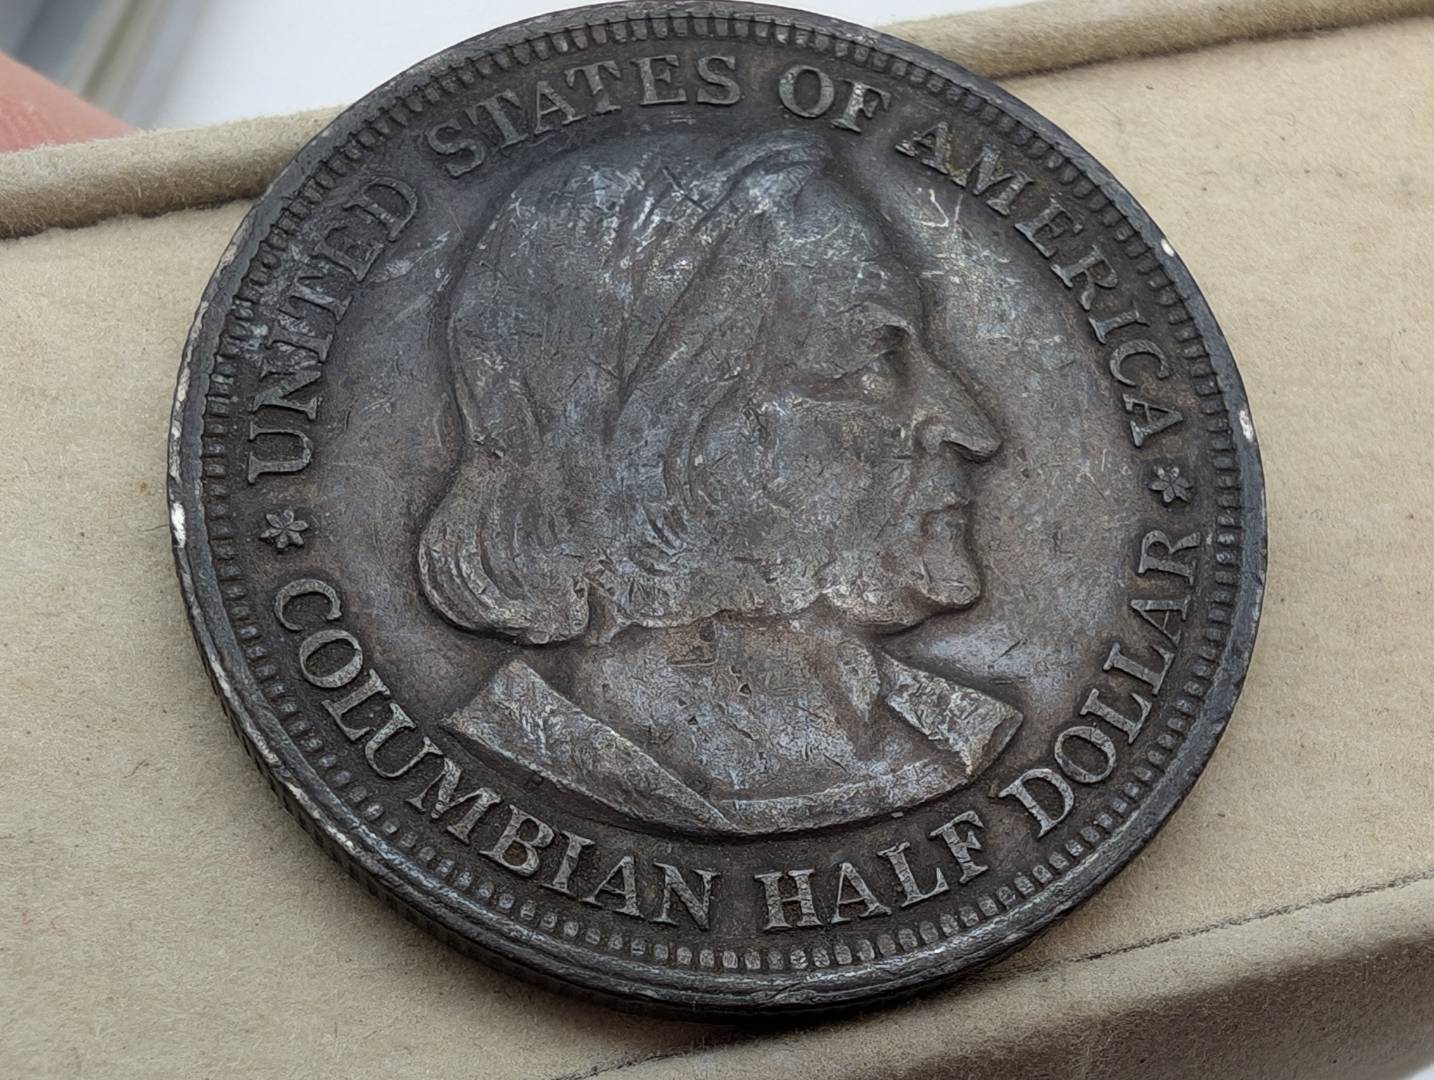 UNITED STATES OF AMERICA
COLUMBIAN HALF DOLLAR